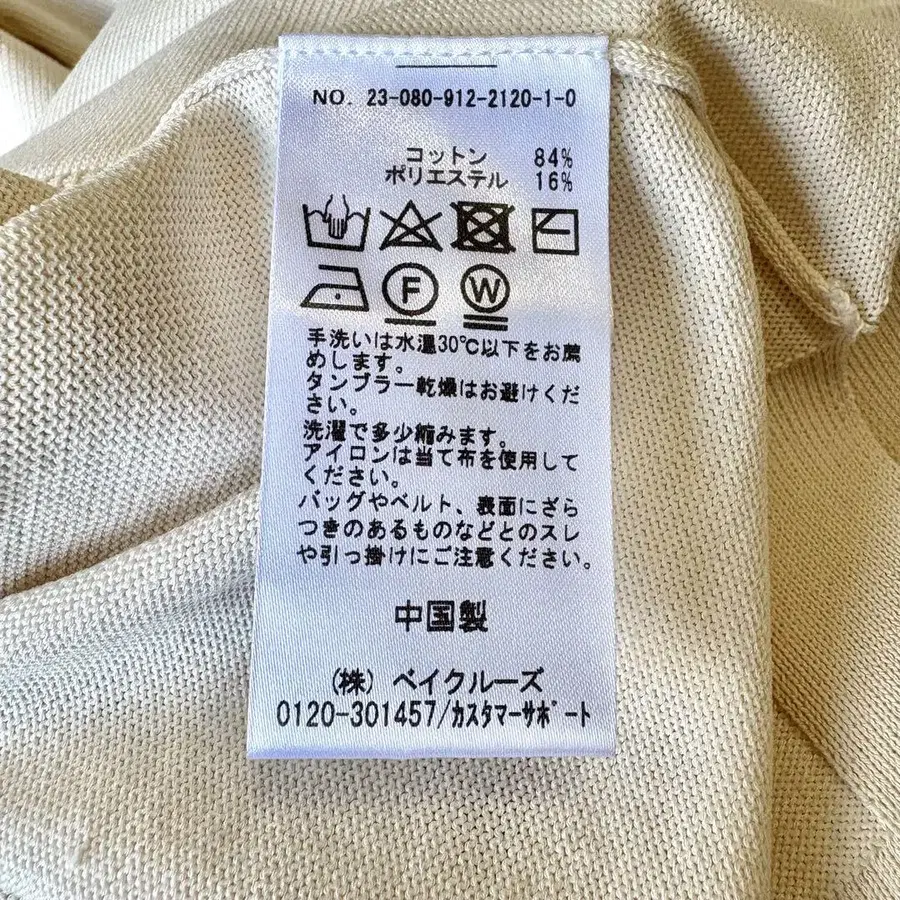 NO. 23-080-912-2120-1-0
コットン 84%
ポリエステル 16%
F W
手洗いは水温30℃以下をお薦
めします。
タンブラー乾燥はお避けくだ
さい。
洗濯で多少縮みます。
アイロンは当て布を使用して
ください。
バッグやベルト、表面にざら
つきのあるものなどとのスレ
や引っ掛けにご注意ください。
中国製
(株) ベイクルーズ
0120-301457/カスタマーサポート